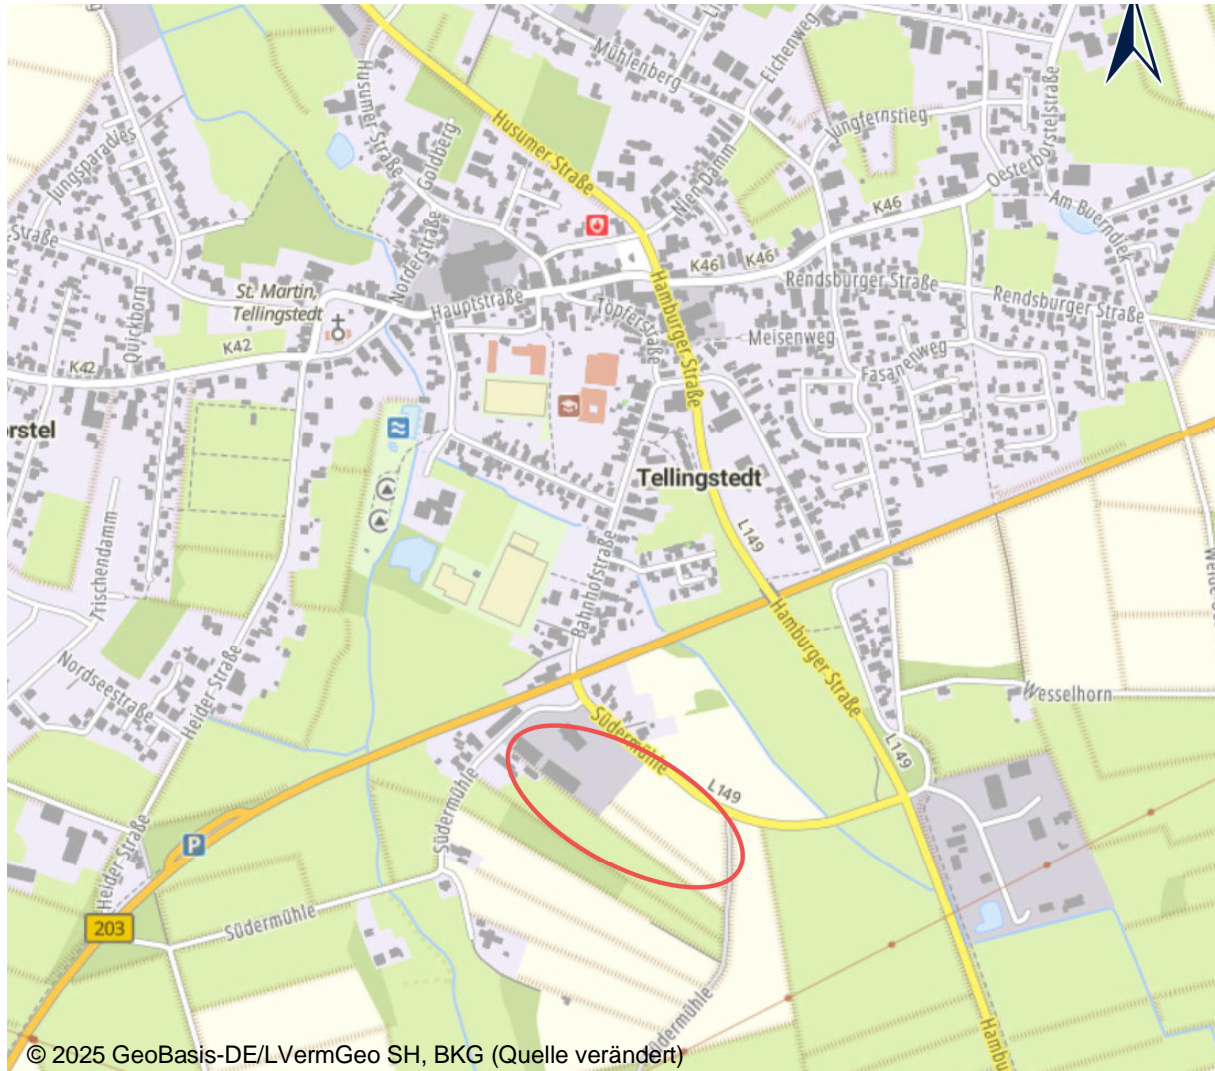 Mühlenberg
Eichenweg
Husumer Straße
Goldberg
Husumer Straße
Jungfernstieg
Oesterborstelstraße
Jungsparadies
Nien Damm
K46
Am Buerndiek
Straße
Norderstraße
K46
K46
Rendsburger Straße
Rendsburger Straße
St. Martin,
Tellingstedt
Hauptstraße
Töpferstraße
Hamburger Straße
Quickborn
Meisenweg
K42
K42
Fasanenweg
orstel
Tellingstedt
L149
Trischendamm
Bahnhofstraße
Hamburger Straße
Nordseestraße
Heider Straße
Wesselhorn
Südermühle
L149
L149
Südermühle
P
Heider Straße
203
Südermühle
Südermühle
Hambu
© 2025 GeoBasis-DE/LVermGeo SH, BKG (Quelle verändert)